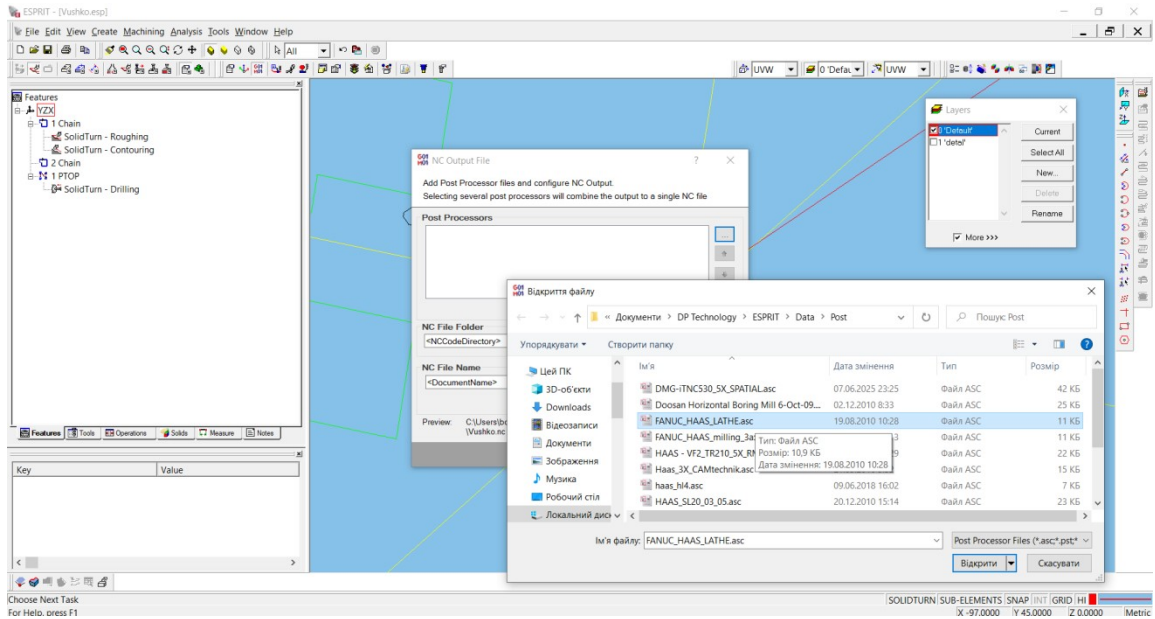 ESPRIT - [Vushko.esp]
File Edit View Create Machining Analysis Tools Window Help
All
UVW 0 'Defau UVW
Features
YZX
1 Chain
SolidTurn - Roughing
SolidTurn - Contouring
2 Chain
1 PTOP
SolidTurn - Drilling
Features Tools Operations Solids Measure Notes
Key Value
NC Output File ?
Add Post Processor files and configure NC Output.
Selecting several post processors will combine the output to a single NC file
Post Processors
...
NC File Folder
<NCCodeDirectory>
NC File Name
<DocumentName>
Preview: C:\Users\bo
\Vushko.nc
Layers
0 'Default'
1 'detal'
Current
Select All
New...
Delete
Rename
More >>>
Відкриття файлу
« Документи > DP Technology > ESPRIT > Data > Post
Пошук: Post
Упорядкувати Створити папку
Цей ПК
3D-об'єкти
Downloads
Відеозаписи
Документи
Зображення
Музика
Робочий стіл
Локальний диск
Ім'я Дата змінення Тип Розмір
DMG-iTNC530_5X_SPATIAL.asc 07.06.2025 23:25 Файл ASC 42 КБ
Doosan Horizontal Boring Mill 6-Oct-09.... 02.12.2010 8:33 Файл ASC 25 КБ
FANUC_HAAS_LATHE.asc 19.08.2010 10:28 Файл ASC 11 КБ
FANUC_HAAS_milling_3a 3 Файл ASC 11 КБ
HAAS - VF2_TR210_5X_R 9 Файл ASC 22 КБ
Haas_3X_CAMtechnik.asc Файл ASC 15 КБ
haas_hl4.asc 09.06.2018 16:02 Файл ASC 7 КБ
HAAS_SL20_03_05.asc 20.12.2010 15:14 Файл ASC 23 КБ
Тип: Файл ASC
Розмір: 10,9 КБ
Дата змінення: 19.08.2010 10:28
Ім'я файлу: FANUC_HAAS_LATHE.asc Post Processor Files (*.asc;*.pst;*
Відкрити Скасувати
Choose Next Task
SOLIDTURN SUB-ELEMENTS SNAP INT GRID HI
For Help, press F1
X -97.0000 Y 45.0000 Z 0.0000 Metric